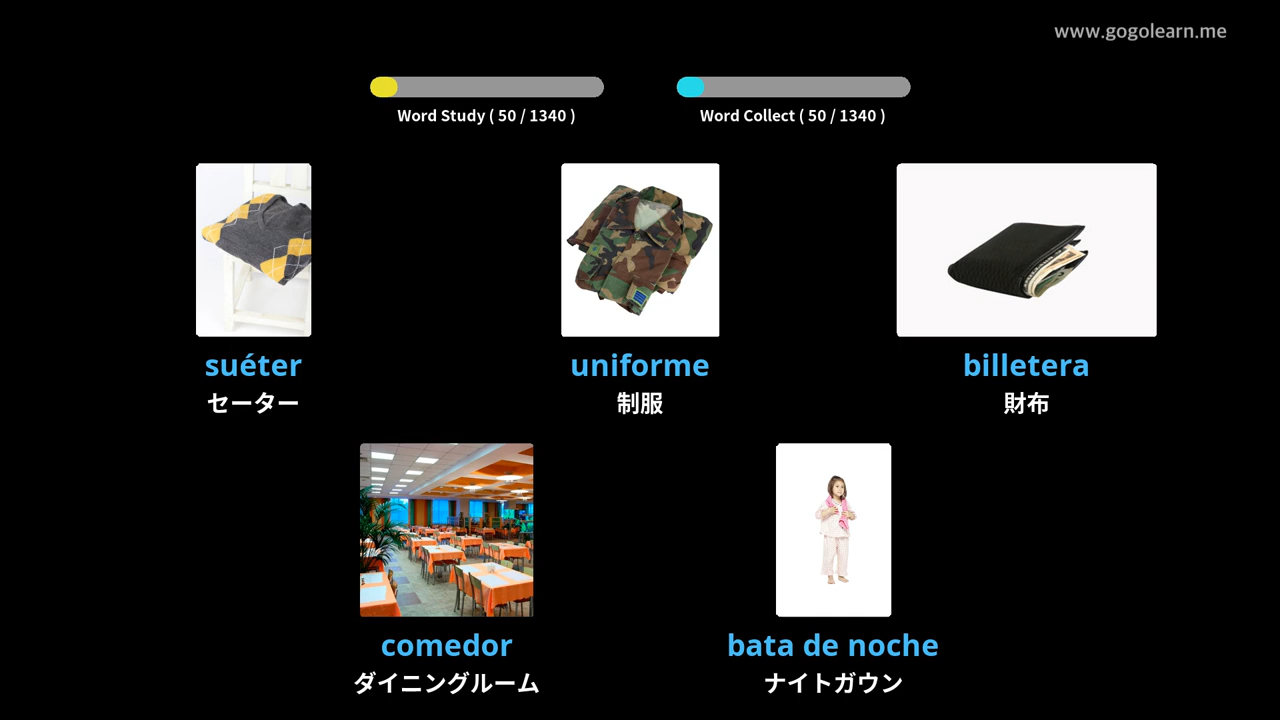 www.gogolearn.me
Word Study ( 50 / 1340 )
Word Collect ( 50 / 1340 )
suéter
セーター
uniforme
制服
billetera
財布
comedor
ダイニングルーム
bata de noche
ナイトガウン